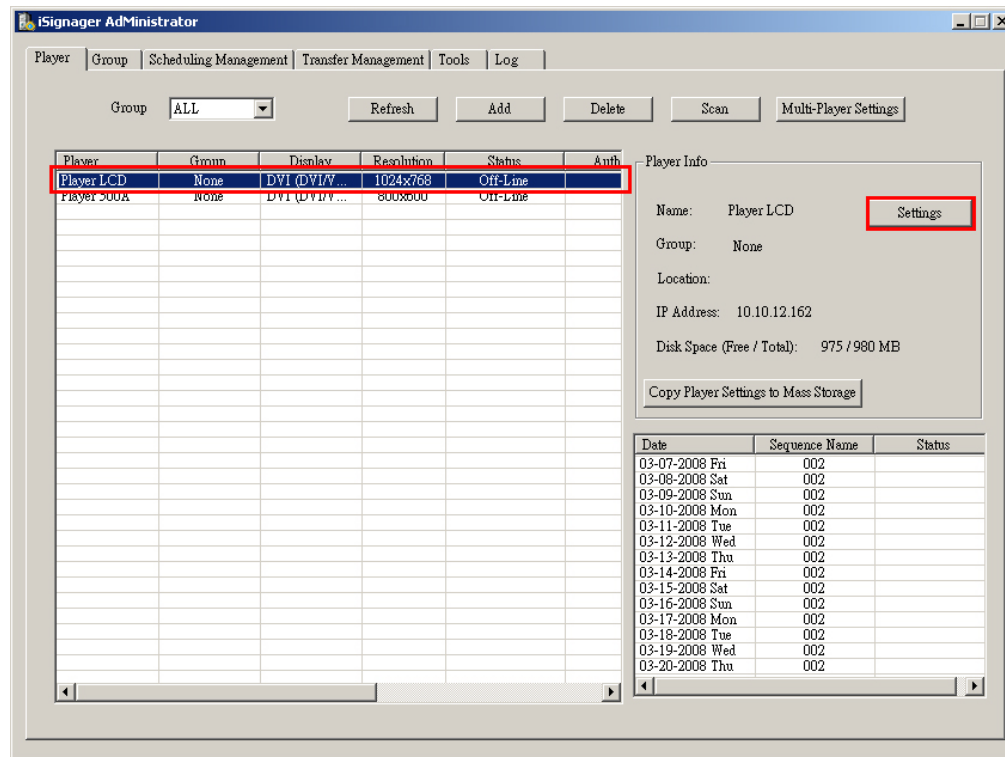 iSignager AdMinistrator
Player Group Scheduling Management Transfer Management Tools Log
Group ALL Refresh Add Delete Scan Multi-Player Settings
Player Group Display Resolution Status Auth
Player LCD None DVI (DVI/V... 1024x768 Off-Line
Player 500A None DVI (DVI/V... 800x600 Off-Line
Player Info
Name: Player LCD Settings
Group: None
Location:
IP Address: 10.10.12.162
Disk Space (Free / Total): 975 / 980 MB
Copy Player Settings to Mass Storage
Date Sequence Name Status
03-07-2008 Fri 002
03-08-2008 Sat 002
03-09-2008 Sun 002
03-10-2008 Mon 002
03-11-2008 Tue 002
03-12-2008 Wed 002
03-13-2008 Thu 002
03-14-2008 Fri 002
03-15-2008 Sat 002
03-16-2008 Sun 002
03-17-2008 Mon 002
03-18-2008 Tue 002
03-19-2008 Wed 002
03-20-2008 Thu 002